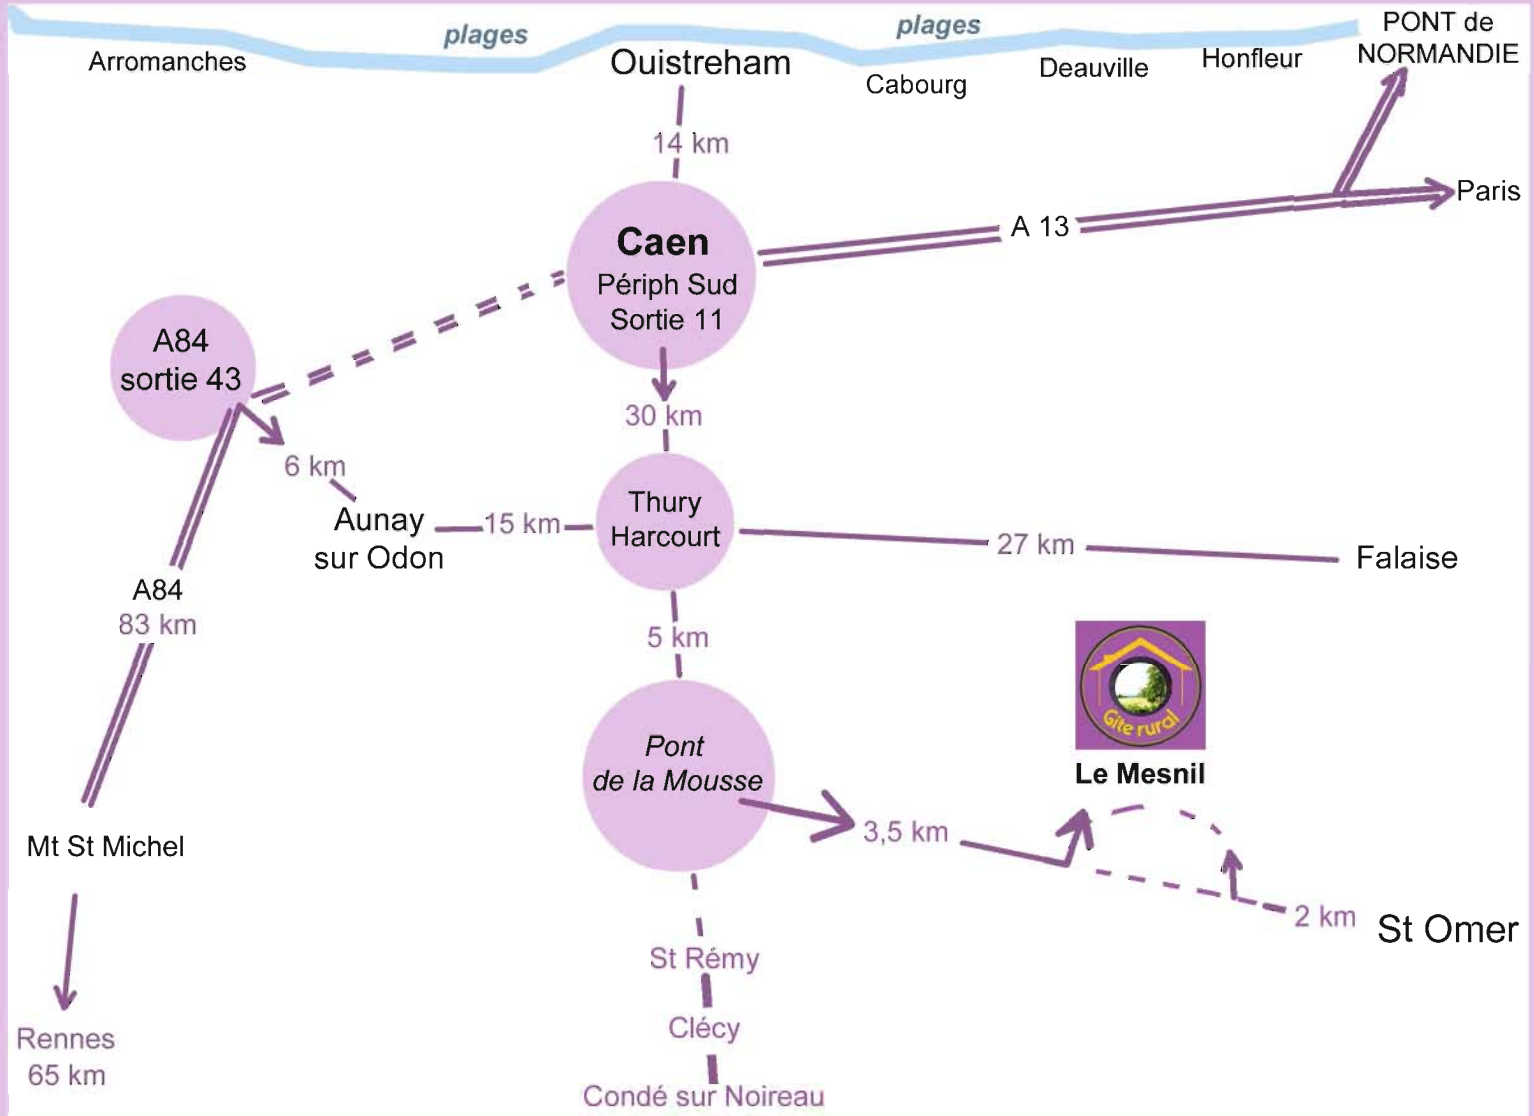 plages
plages
PONT de
NORMANDIE
Arromanches
Ouistreham
Cabourg
Deauville
Honfleur
14 km
Paris
A 13
Caen
Périph Sud
Sortie 11
A84
sortie 43
30 km
6 km
Aunay
sur Odon
15 km
Thury
Harcourt
27 km
Falaise
A84
83 km
5 km
Gîte rural
Le Mesnil
Pont
de la Mousse
3,5 km
Mt St Michel
2 km
St Omer
St Rémy
Clécy
Rennes
65 km
Condé sur Noireau